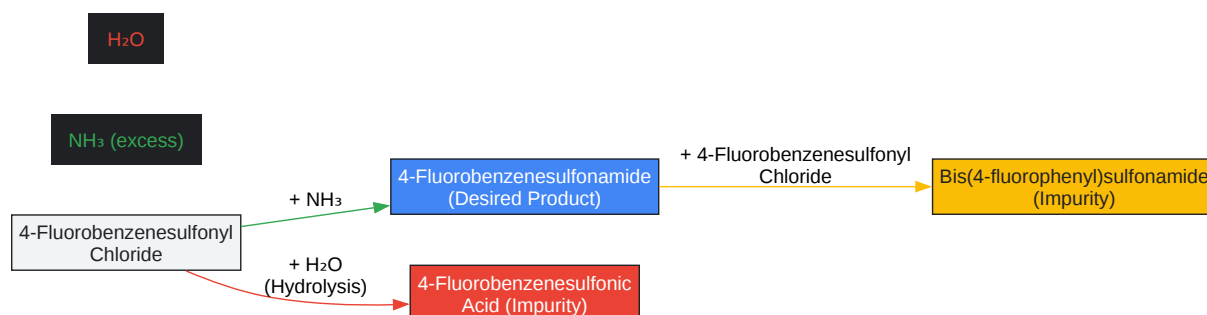 H₂O
NH₃ (excess)
+ 4-Fluorobenzenesulfonyl
Chloride
4-Fluorobenzenesulfonamide
(Desired Product)
Bis(4-fluorophenyl)sulfonamide
(Impurity)
+ NH₃
4-Fluorobenzenesulfonyl
Chloride
+ H₂O
(Hydrolysis)
4-Fluorobenzenesulfonic
Acid (Impurity)